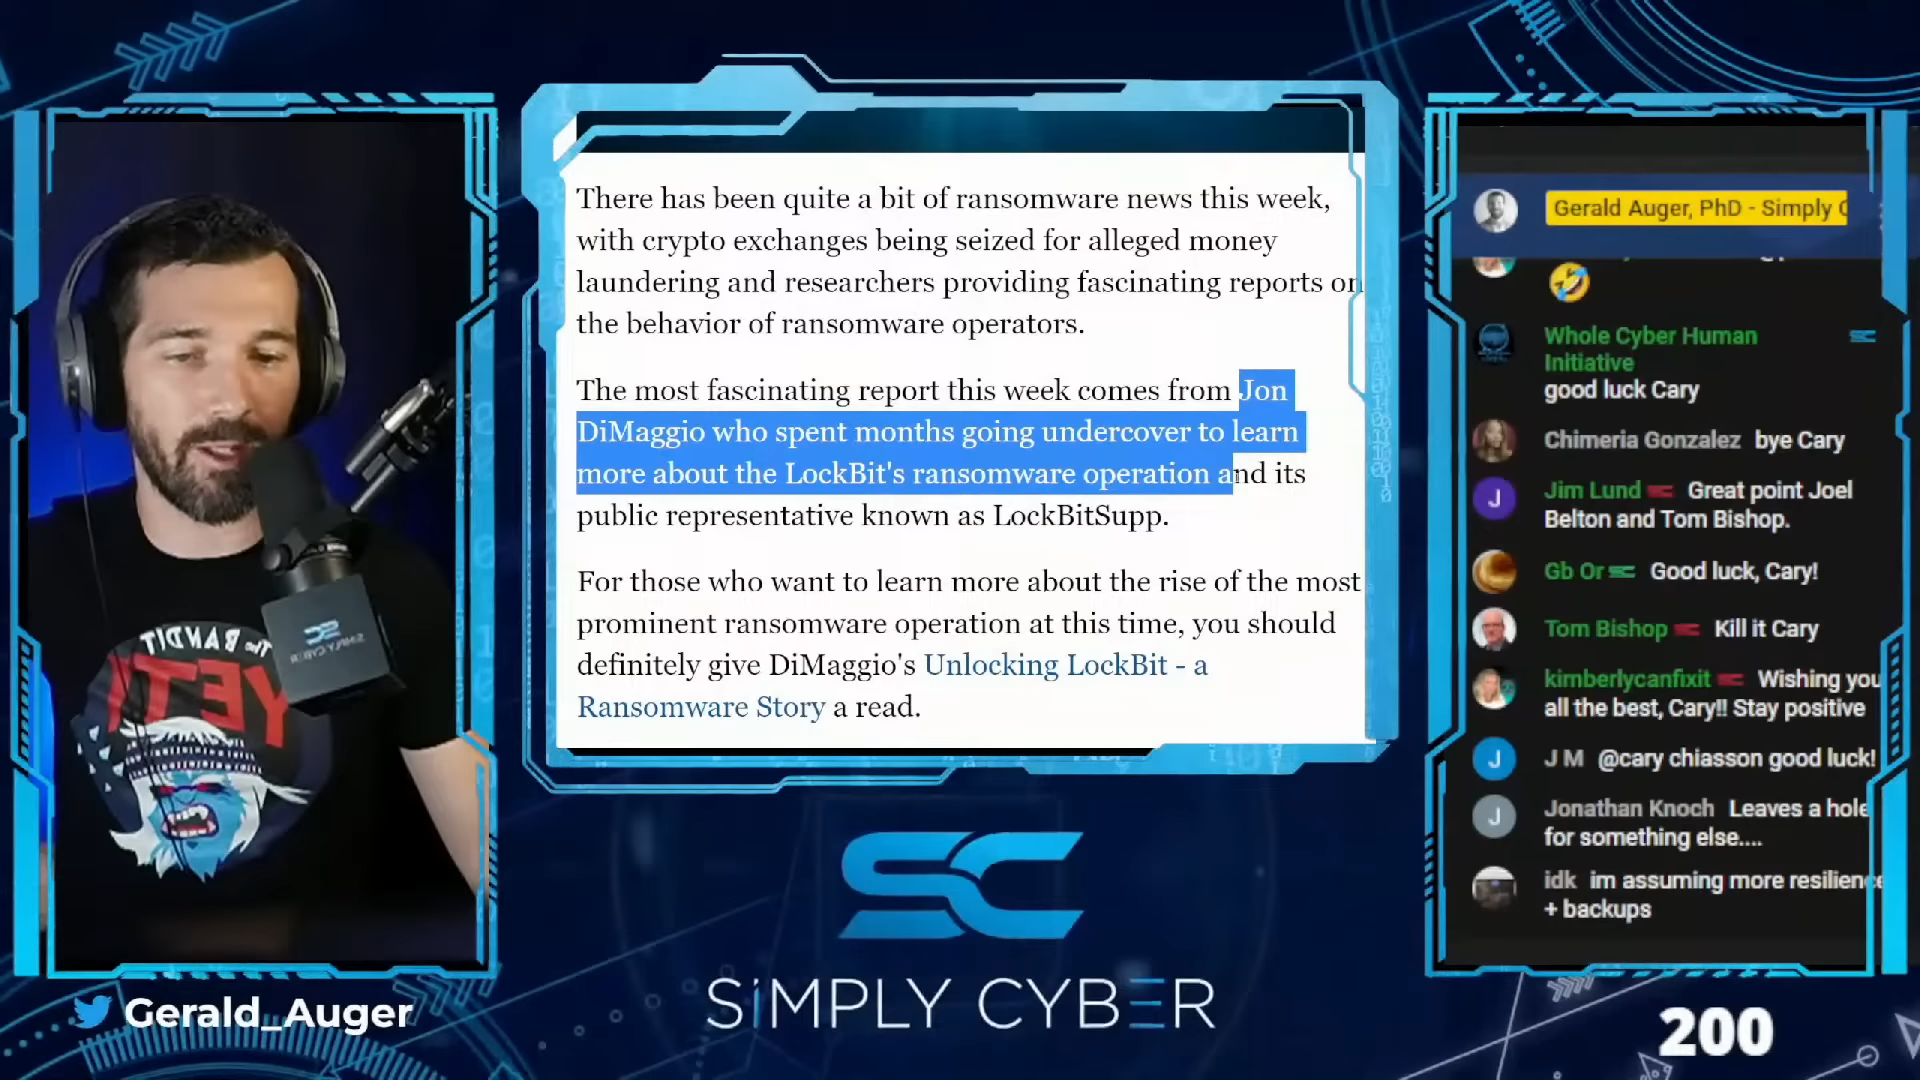 There has been quite a bit of ransomware news this week,
with crypto exchanges being seized for alleged money
laundering and researchers providing fascinating reports on
the behavior of ransomware operators.
The most fascinating report this week comes from Jon
DiMaggio who spent months going undercover to learn
more about the LockBit's ransomware operation and its
public representative known as LockBitSupp.
For those who want to learn more about the rise of the most
prominent ransomware operation at this time, you should
definitely give DiMaggio's Unlocking LockBit - a
Ransomware Story a read.
Gerald Auger, PhD - Simply C
🤣
Whole Cyber Human
Initiative
good luck Cary
Chimeria Gonzalez bye Cary
J
Jim Lund Great point Joel
Belton and Tom Bishop.
Gb Or Good luck, Cary!
Tom Bishop Kill it Cary
kimberlycanfixit Wishing you
all the best, Cary!! Stay positive
J
J M @cary chiasson good luck!
J
Jonathan Knoch Leaves a hole
for something else....
idk im assuming more resilience
+ backups
SC
SIMPLY CYBER
THE BANDIT
YETI
SC
SiMPLY CYBER
Gerald_Auger
200